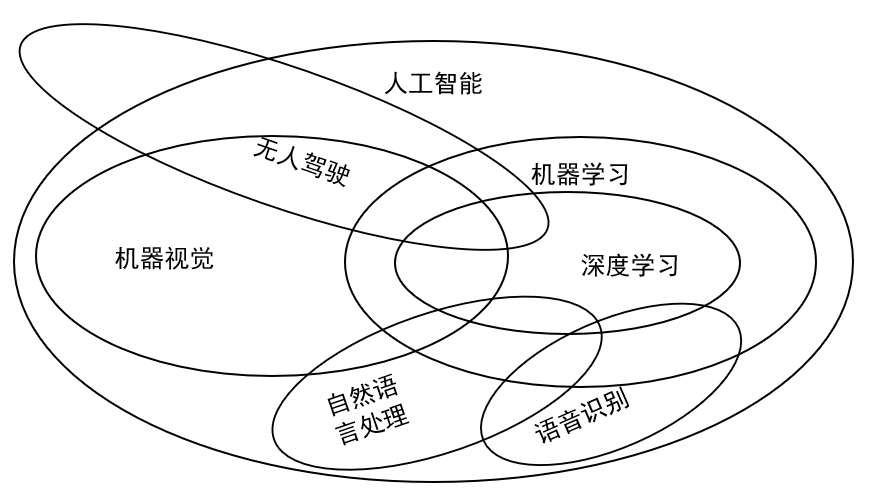 人工智能
无人驾驶
机器学习
机器视觉
深度学习
自然语
言处理
语音识别